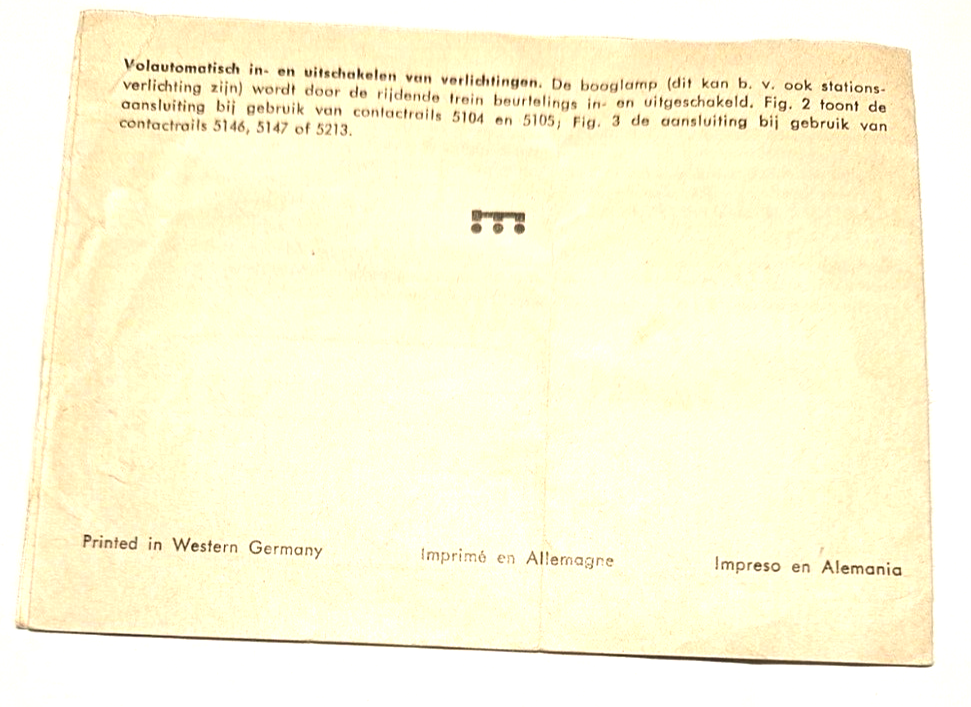 Volautomatisch in- en uitschakelen van verlichtingen. De booglamp (dit kan b. v. ook stations-
verlichting zijn) wordt door de rijdende trein beurtelings in- en uitgeschakeld. Fig. 2 toont de
aansluiting bij gebruik van contactrails 5104 en 5105; Fig. 3 de aansluiting bij gebruik van
contactrails 5146, 5147 of 5213.
Printed in Western Germany
Imprimé en Allemagne
Impreso en Alemania